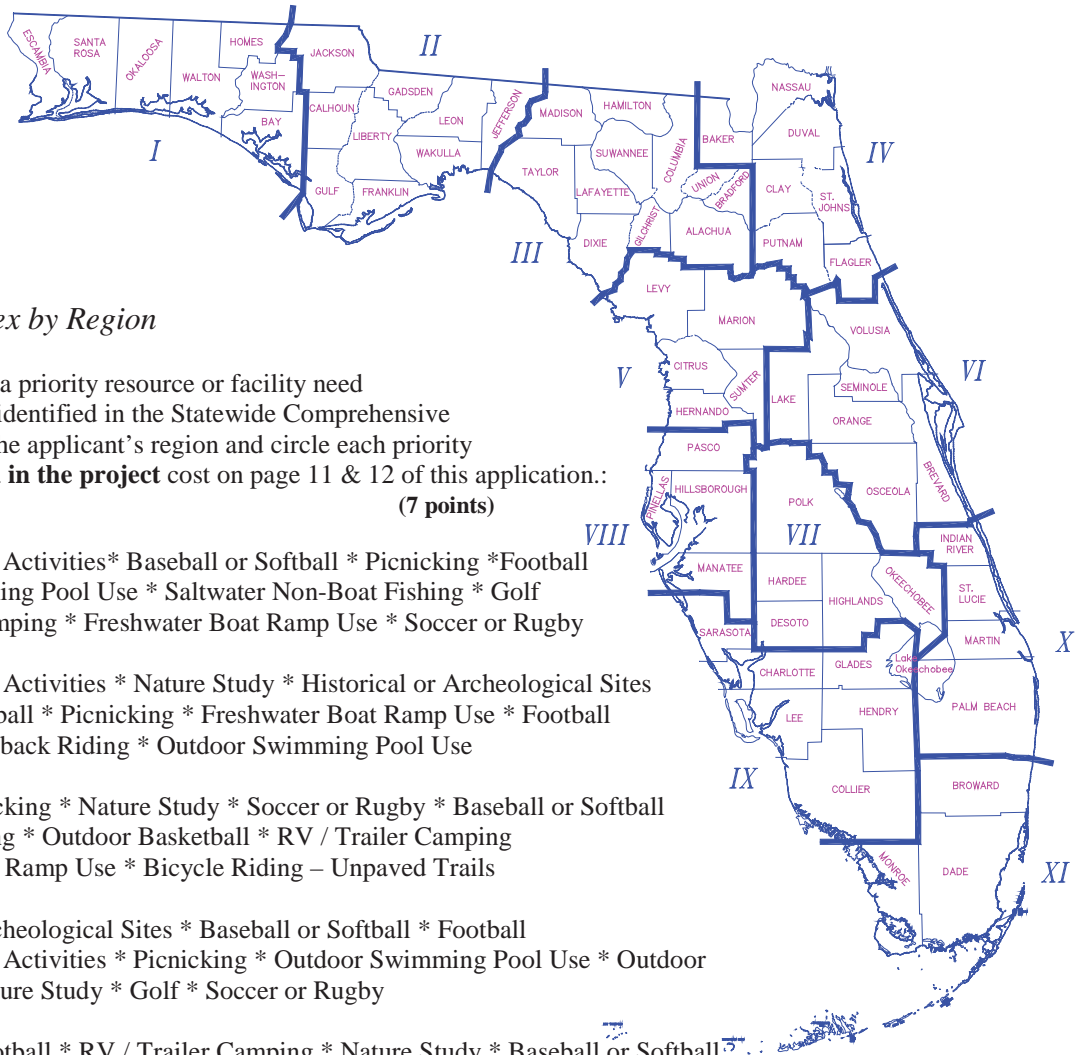 ESCAMBIA
SANTA
ROSA
OKALOOSA
WALTON
HOMES
WASH-
INGTON
BAY
I
JACKSON
II
CALHOUN
GADSDEN
LIBERTY
LEON
JEFFERSON
WAKULLA
GULF
FRANKLIN
MADISON
HAMILTON
TAYLOR
SUWANNEE
COLUMBIA
LAFAYETTE
UNION
BRADFORD
GILCHRIST
ALACHUA
DIXIE
III
NASSAU
BAKER
DUVAL
IV
CLAY
ST.
JOHNS
PUTNAM
FLAGLER
LEVY
MARION
CITRUS
SUMTER
HERNANDO
V
VOLUSIA
LAKE
SEMINOLE
ORANGE
OSCEOLA
BREVARD
VI
PASCO
PINELLAS
HILLSBOROUGH
MANATEE
VIII
POLK
VII
HARDEE
HIGHLANDS
OKEECHOBEE
DESOTO
INDIAN
RIVER
ST.
LUCIE
MARTIN
X
PALM BEACH
Lake
Okeechobee
SARASOTA
CHARLOTTE
GLADES
LEE
HENDRY
COLLIER
IX
BROWARD
DADE
MONROE
XI
ex by Region
a priority resource or facility need
identified in the Statewide Comprehensive
he applicant's region and circle each priority
in the project cost on page 11 & 12 of this application.:
(7 points)
Activities* Baseball or Softball * Picnicking *Football
ing Pool Use * Saltwater Non-Boat Fishing * Golf
mping * Freshwater Boat Ramp Use * Soccer or Rugby
Activities * Nature Study * Historical or Archeological Sites
ball * Picnicking * Freshwater Boat Ramp Use * Football
back Riding * Outdoor Swimming Pool Use
cking * Nature Study * Soccer or Rugby * Baseball or Softball
g * Outdoor Basketball * RV / Trailer Camping
Ramp Use * Bicycle Riding – Unpaved Trails
cheological Sites * Baseball or Softball * Football
Activities * Picnicking * Outdoor Swimming Pool Use * Outdoor
ure Study * Golf * Soccer or Rugby
otball * RV / Trailer Camping * Nature Study * Baseball or Softball